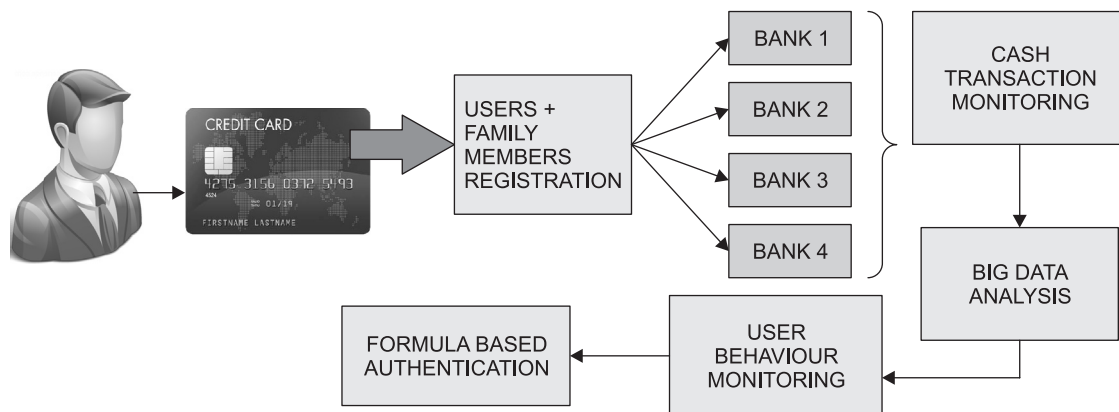 CREDIT CARD
4275 3156 0372 5493
4524
01/19
FIRSTNAME LASTNAME
USERS +
FAMILY
MEMBERS
REGISTRATION
BANK 1
BANK 2
BANK 3
BANK 4
CASH
TRANSACTION
MONITORING
BIG DATA
ANALYSIS
USER
BEHAVIOUR
MONITORING
FORMULA BASED
AUTHENTICATION